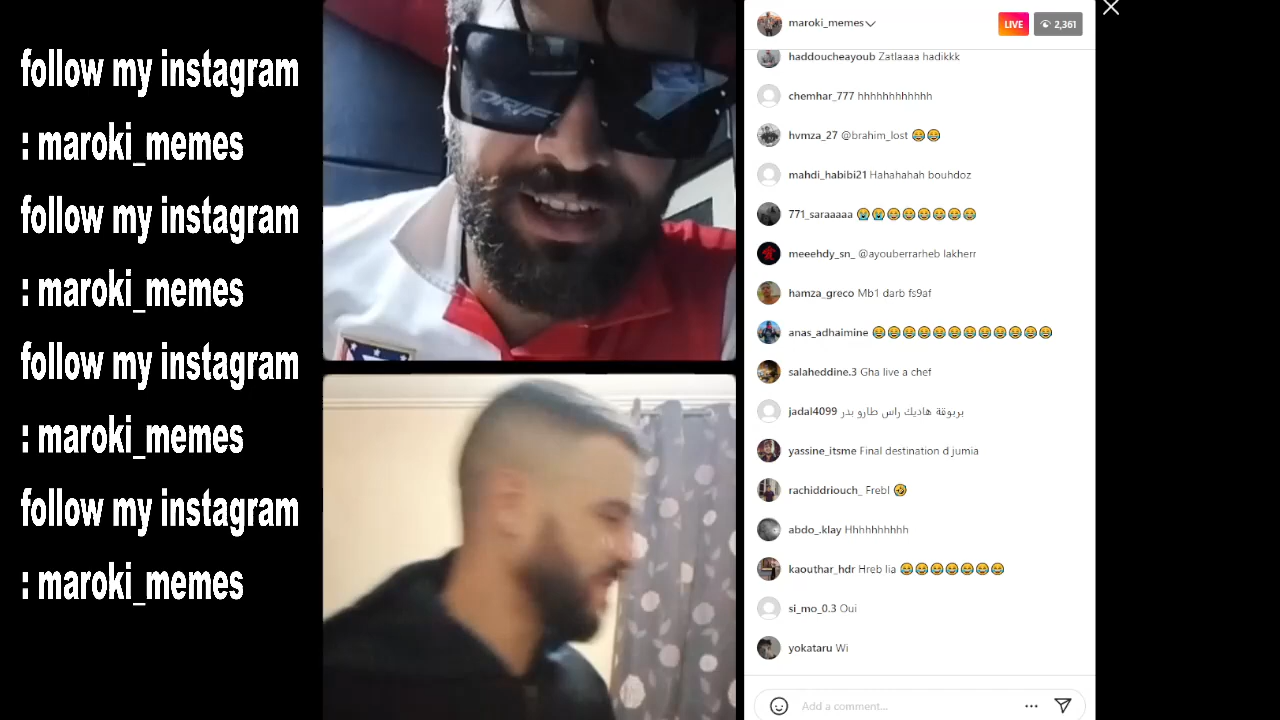 follow my instagram
: maroki_memes
follow my instagram
: maroki_memes
follow my instagram
: maroki_memes
follow my instagram
: maroki_memes
maroki_memes
LIVE
2,361
haddoucheayoub Zatlaaaa hadikkk
chemhar_777 hhhhhhhhhhhh
hvmza_27 @brahim_lost 😂😂
mahdi_habibi21 Hahahahah bouhdoz
771_saraaaaa 😭😭😂😂😂😂😂😂
meeehdy_sn_ @ayouberrarheb lakherr
hamza_greco Mb1 darb fs9af
anas_adhaimine 😂😂😂😂😂😂😂😂😂😂😂😂
salaheddine.3 Gha live a chef
jadal4099 بربوقة هاديك راس طارو بدر
yassine_itsme Final destination d jumia
rachiddriouch_ Frebl 🤣
abdo_.klay Hhhhhhhhhh
kaouthar_hdr Hreb lia 😂😂😂😂😂😂😂
si_mo_0.3 Oui
yokataru Wi
Add a comment...